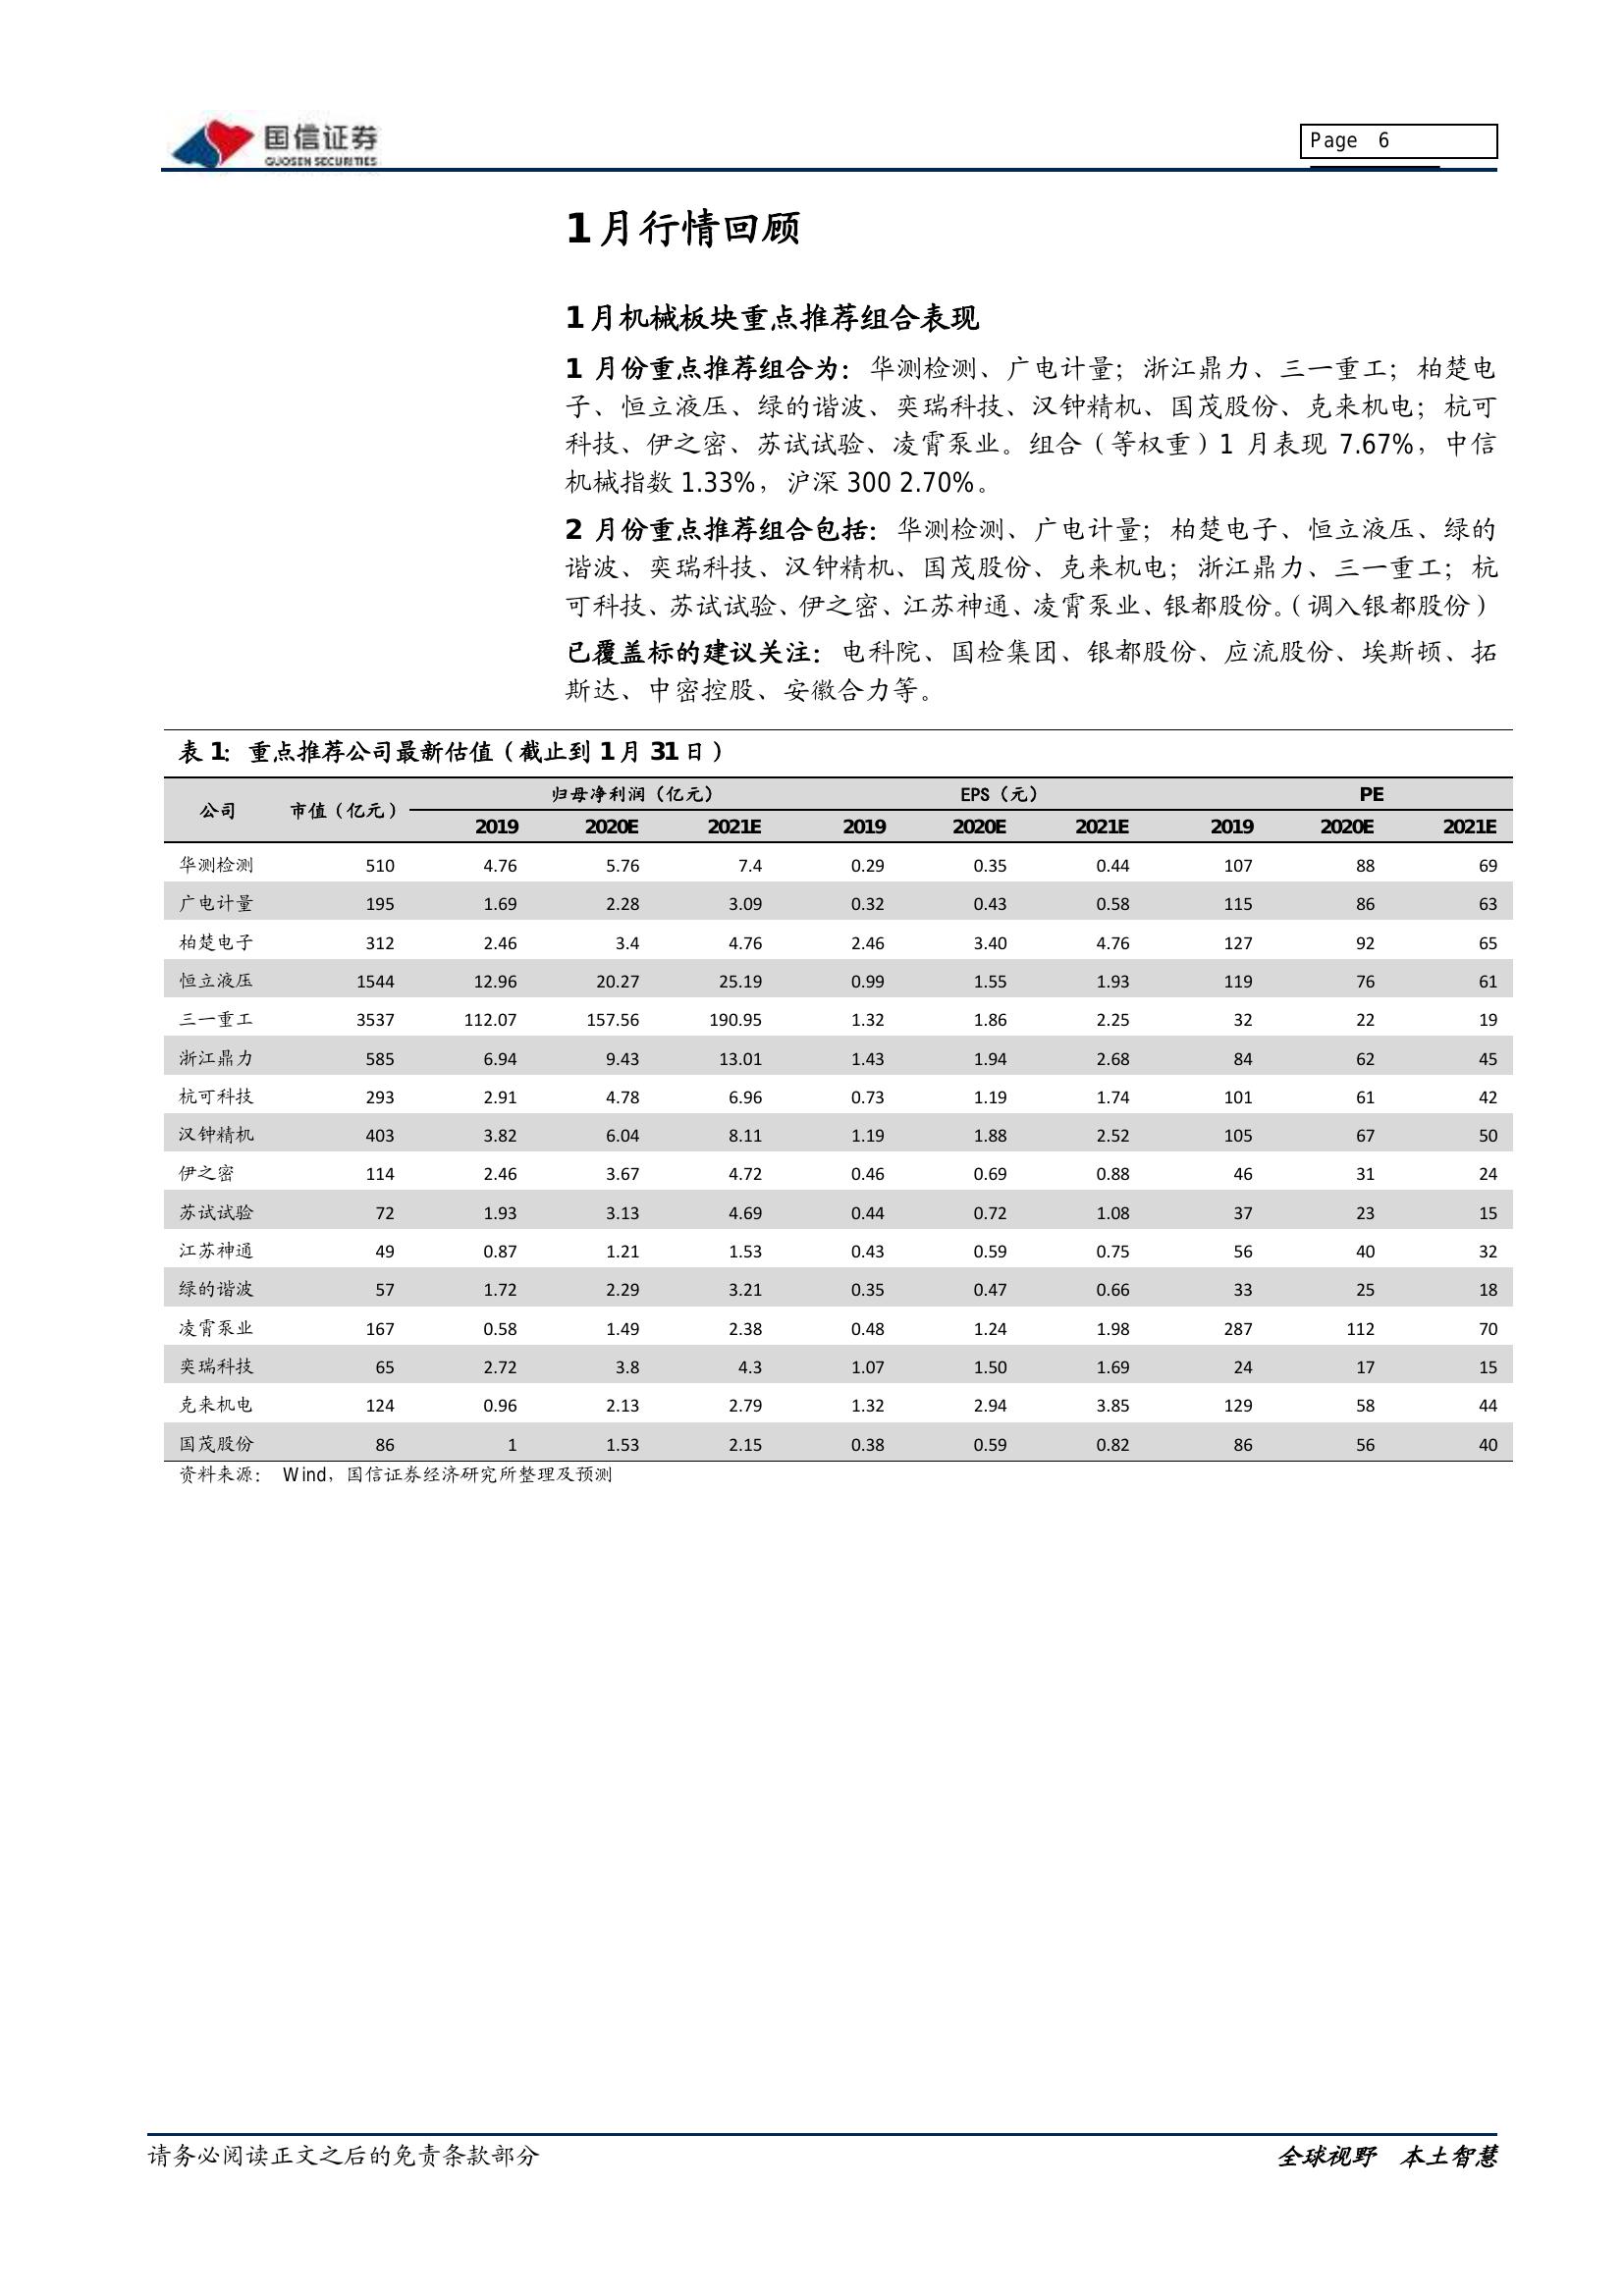 国信证券
GUOSEN SECURITIES
Page 6
1月行情回顾
1月机械板块重点推荐组合表现
1 月份重点推荐组合为：华测检测、广电计量；浙江鼎力、三一重工；柏楚电
子、恒立液压、绿的谐波、奕瑞科技、汉钟精机、国茂股份、克来机电；杭可
科技、伊之密、苏试试验、凌霄泵业。组合（等权重）1 月表现 7.67%，中信
机械指数 1.33%，沪深 300 2.70%。
2 月份重点推荐组合包括：华测检测、广电计量；柏楚电子、恒立液压、绿的
谐波、奕瑞科技、汉钟精机、国茂股份、克来机电；浙江鼎力、三一重工；杭
可科技、苏试试验、伊之密、江苏神通、凌霄泵业、银都股份。（调入银都股份）
已覆盖标的建议关注：电科院、国检集团、银都股份、应流股份、埃斯顿、拓
斯达、中密控股、安徽合力等。
表 1：重点推荐公司最新估值（截止到 1 月 31 日）
公司 市值（亿元） 归母净利润（亿元） EPS（元） PE
2019 2020E 2021E 2019 2020E 2021E 2019 2020E 2021E
华测检测 510 4.76 5.76 7.4 0.29 0.35 0.44 107 88 69
广电计量 195 1.69 2.28 3.09 0.32 0.43 0.58 115 86 63
柏楚电子 312 2.46 3.4 4.76 2.46 3.40 4.76 127 92 65
恒立液压 1544 12.96 20.27 25.19 0.99 1.55 1.93 119 76 61
三一重工 3537 112.07 157.56 190.95 1.32 1.86 2.25 32 22 19
浙江鼎力 585 6.94 9.43 13.01 1.43 1.94 2.68 84 62 45
杭可科技 293 2.91 4.78 6.96 0.73 1.19 1.74 101 61 42
汉钟精机 403 3.82 6.04 8.11 1.19 1.88 2.52 105 67 50
伊之密 114 2.46 3.67 4.72 0.46 0.69 0.88 46 31 24
苏试试验 72 1.93 3.13 4.69 0.44 0.72 1.08 37 23 15
江苏神通 49 0.87 1.21 1.53 0.43 0.59 0.75 56 40 32
绿的谐波 57 1.72 2.29 3.21 0.35 0.47 0.66 33 25 18
凌霄泵业 167 0.58 1.49 2.38 0.48 1.24 1.98 287 112 70
奕瑞科技 65 2.72 3.8 4.3 1.07 1.50 1.69 24 17 15
克来机电 124 0.96 2.13 2.79 1.32 2.94 3.85 129 58 44
国茂股份 86 1 1.53 2.15 0.38 0.59 0.82 86 56 40
资料来源： Wind，国信证券经济研究所整理及预测
请务必阅读正文之后的免责条款部分
全球视野 本土智慧